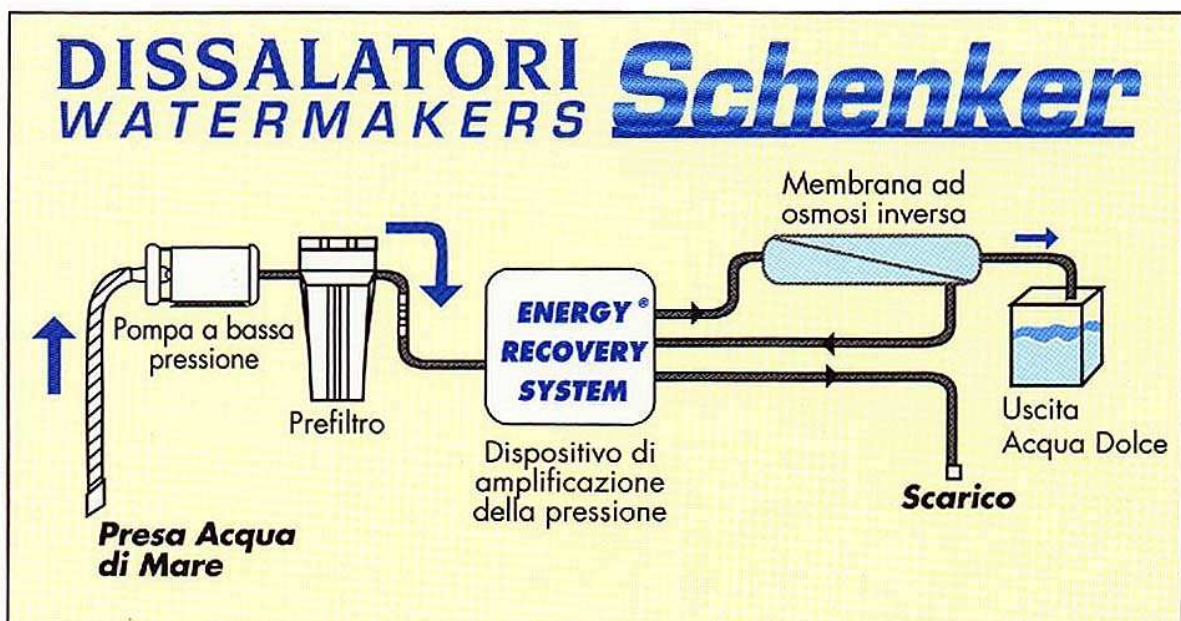 DISSALATORI
WATERMAKERS
Schenker
Membrana ad
osmosi inversa
Pompa a bassa
pressione
Prefiltro
ENERGY®
RECOVERY
SYSTEM
Dispositivo di
amplificazione
della pressione
Uscita
Acqua Dolce
Scarico
Presa Acqua
di Mare